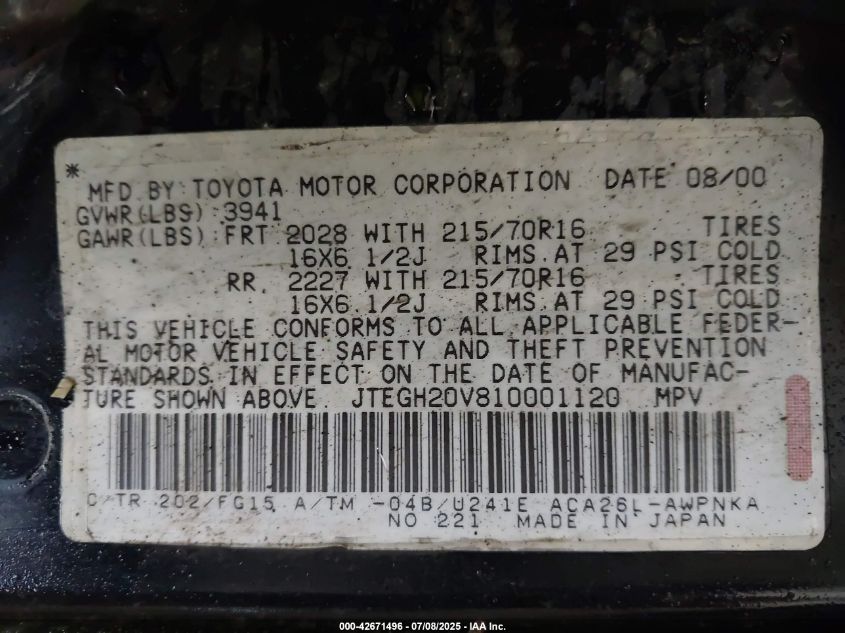 * MFD BY: TOYOTA MOTOR CORPORATION DATE 08/00
GVWR(LBS) : 3941
GAWR(LBS) : FRT 2028 WITH 215/70R16 TIRES
16X6 1/2J RIMS AT 29 PSI COLD
RR. 2227 WITH 215/70R16 TIRES
16X6 1/2J RIMS AT 29 PSI COLD
THIS VEHICLE CONFORMS TO ALL APPLICABLE FEDER-
AL MOTOR VEHICLE SAFETY AND THEFT PREVENTION
STANDARDS IN EFFECT ON THE DATE OF MANUFAC-
TURE SHOWN ABOVE. JTEGH20V810001120 MPV
C/TR 202/FG15 A/TM -04B/U241E ACA26L-AWPNKA
NO 221 MADE IN JAPAN
000-42671496 - 07/08/2025 - IAA Inc.